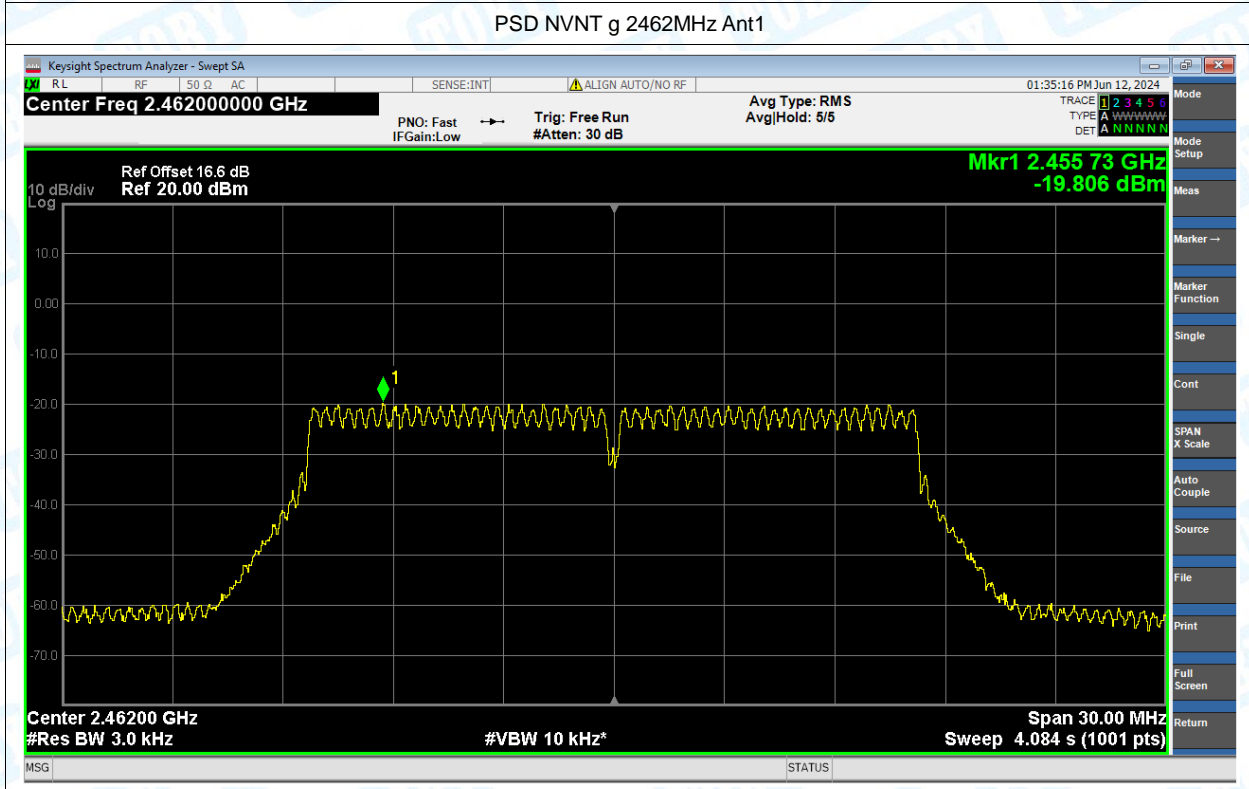 PSD NVNT g 2462MHz Ant1
Keysight Spectrum Analyzer - Swept SA
LXI RL RF 50 Ω AC SENSE:INT ALIGN AUTO/NO RF 01:35:16 PM Jun 12, 2024
Center Freq 2.462000000 GHz
PNO: Fast
IFGain:Low
Trig: Free Run
#Atten: 30 dB
Avg Type: RMS
Avg|Hold: 5/5
TRACE 1 2 3 4 5 6
TYPE A WWWWW
DET A N N N N N
Mkr1 2.455 73 GHz
-19.806 dBm
Ref Offset 16.6 dB
10 dB/div Ref 20.00 dBm
Log
10.0
0.00
-10.0
-20.0
-30.0
-40.0
-50.0
-60.0
-70.0
1
Center 2.46200 GHz
Span 30.00 MHz
#Res BW 3.0 kHz
#VBW 10 kHz*
Sweep 4.084 s (1001 pts)
MSG
STATUS
Mode
Mode
Setup
Meas
Marker →
Marker
Function
Single
Cont
SPAN
X Scale
Auto
Couple
Source
File
Print
Full
Screen
Return